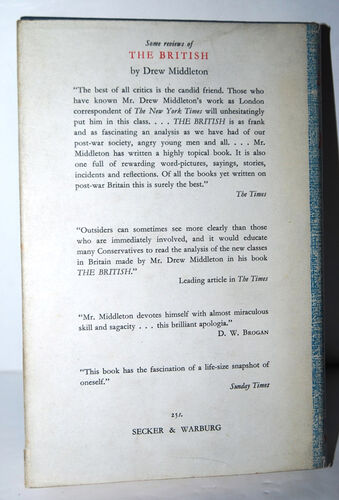 Some reviews of
THE BRITISH
by Drew Middleton
“The best of all critics is the candid friend. Those who
have known Mr. Drew Middleton's work as London
correspondent of The New York Times will unhesitatingly
put him in this class. . . . THE BRITISH is as frank
and as fascinating an analysis as we have had of our
post-war society, angry young men and all. . . . Mr.
Middleton has written a highly topical book. It is also
one full of rewarding word-pictures, sayings, stories,
incidents and reflections. Of all the books yet written on
post-war Britain this is surely the best.”
The Times
“Outsiders can sometimes see more clearly than those
who are immediately involved, and it would educate
many Conservatives to read the analysis of the new classes
in Britain made by Mr. Drew Middleton in his book
THE BRITISH.”
Leading article in The Times
“Mr. Middleton devotes himself with almost miraculous
skill and sagacity . . . this brilliant apologia.”
D. W. BROGAN
“This book has the fascination of a life-size snapshot of
oneself.”
Sunday Times
25s.
SECKER & WARBURG